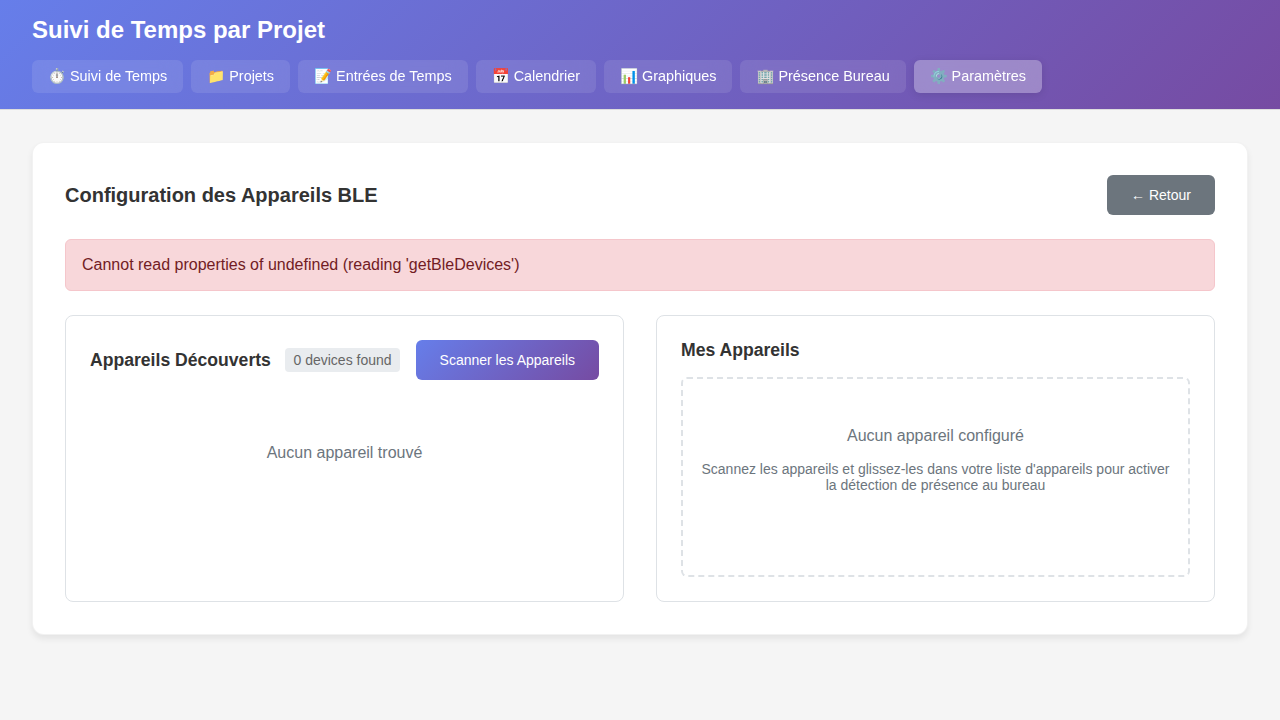 Suivi de Temps par Projet
⏱️ Suivi de Temps
📁 Projets
📝 Entrées de Temps
📅 Calendrier
📊 Graphiques
🏢 Présence Bureau
⚙️ Paramètres
Configuration des Appareils BLE
← Retour
Cannot read properties of undefined (reading 'getBleDevices')
Appareils Découverts
0 devices found
Scanner les Appareils
Aucun appareil trouvé
Mes Appareils
Aucun appareil configuré
Scannez les appareils et glissez-les dans votre liste d'appareils pour activer
la détection de présence au bureau